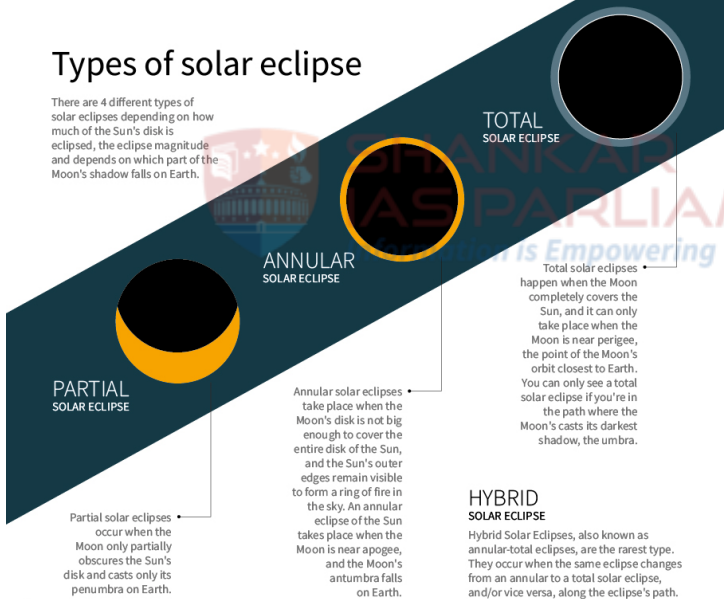 Types of solar eclipse
There are 4 different types of
solar eclipses depending on how
much of the Sun's disk is
eclipsed, the eclipse magnitude
and depends on which part of the
Moon's shadow falls on Earth.
TOTAL
SOLAR ECLIPSE
SHANKAR
IAS PARLIA
Information is Empowering
ANNULAR
SOLAR ECLIPSE
PARTIAL
SOLAR ECLIPSE
Total solar eclipses
happen when the Moon
completely covers the
Sun, and it can only
take place when the
Moon is near perigee,
the point of the Moon's
orbit closest to Earth.
You can only see a total
solar eclipse if you're in
the path where the
Moon's casts its darkest
shadow, the umbra.
Annular solar eclipses
take place when the
Moon's disk is not big
enough to cover the
entire disk of the Sun,
and the Sun's outer
edges remain visible
to form a ring of fire in
the sky. An annular
eclipse of the Sun
takes place when the
Moon is near apogee,
and the Moon's
antumbra falls
on Earth.
Partial solar eclipses
occur when the
Moon only partially
obscures the Sun's
disk and casts only its
penumbra on Earth.
HYBRID
SOLAR ECLIPSE
Hybrid Solar Eclipses, also known as
annular-total eclipses, are the rarest type.
They occur when the same eclipse changes
from an annular to a total solar eclipse,
and/or vice versa, along the eclipse's path.